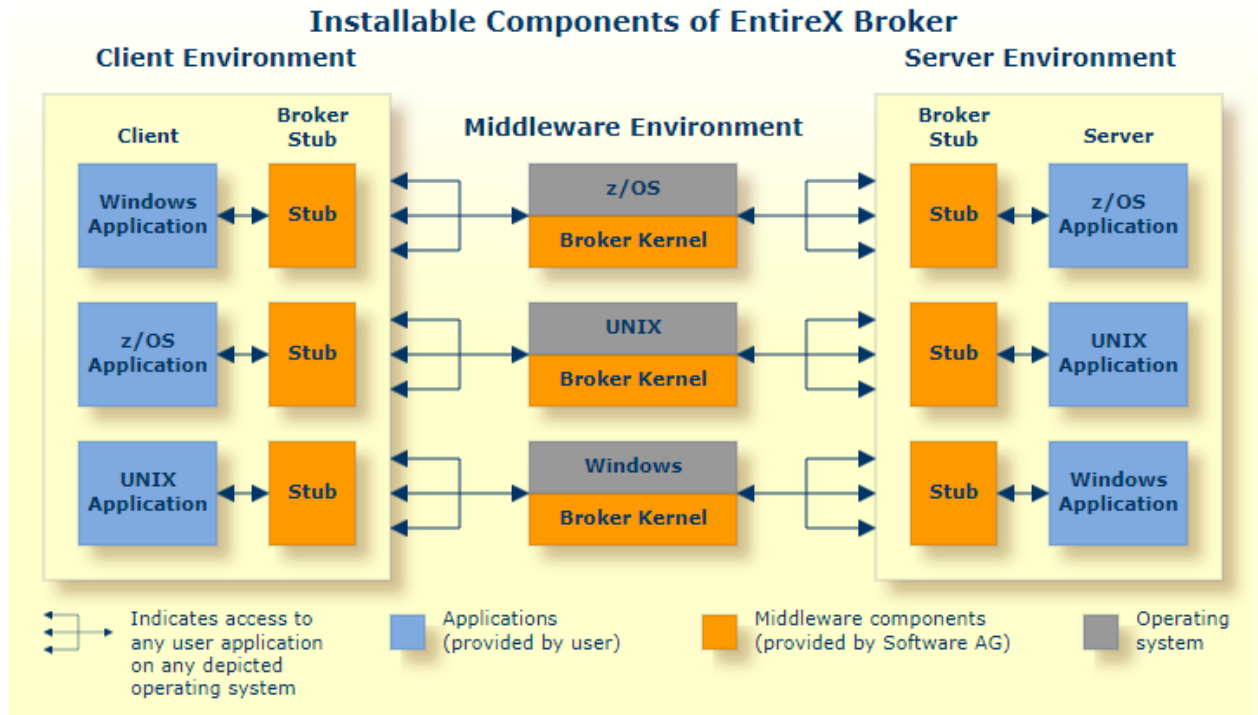 Installable Components of EntireX Broker
Client Environment
Server Environment
Middleware Environment
Client
Broker
Stub
Broker
Stub
Server
Windows
Application
Stub
z/OS
Broker Kernel
Stub
z/OS
Application
z/OS
Application
Stub
UNIX
Broker Kernel
Stub
UNIX
Application
UNIX
Application
Stub
Windows
Broker Kernel
Stub
Windows
Application
Indicates access to
any user application
on any depicted
operating system
Applications
(provided by user)
Middleware components
(provided by Software AG)
Operating
system